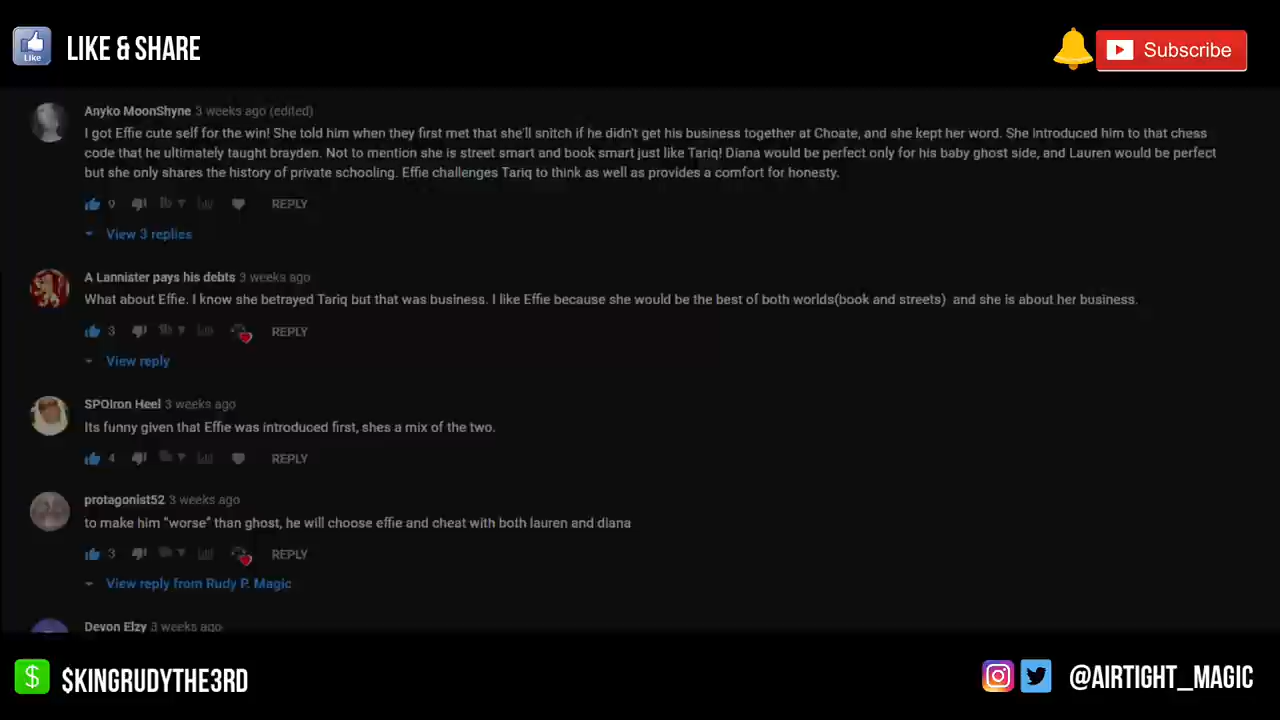 Like
LIKE & SHARE
Subscribe
Anyko MoonShyne 3 weeks ago (edited)
I got Effie cute self for the win! She told him when they first met that she'll snitch if he didn't get his business together at Choate, and she kept her word. She introduced him to that chess
code that he ultimately taught brayden. Not to mention she is street smart and book smart just like Tariq! Diana would be perfect only for his baby ghost side, and Lauren would be perfect
but she only shares the history of private schooling. Effie challenges Tariq to think as well as provides a comfort for honesty.
9 REPLY
View 3 replies
A Lannister pays his debts 3 weeks ago
What about Effie. I know she betrayed Tariq but that was business. I like Effie because she would be the best of both worlds(book and streets) and she is about her business.
3 REPLY
View reply
SPOIron Heel 3 weeks ago
Its funny given that Effie was introduced first, shes a mix of the two.
4 REPLY
protagonist52 3 weeks ago
to make him "worse" than ghost, he will choose effie and cheat with both lauren and diana
3 REPLY
View reply from Rudy P. Magic
Devon Elzy 3 weeks ago
$ $KINGRUDYTHE3RD
@AIRTIGHT_MAGIC